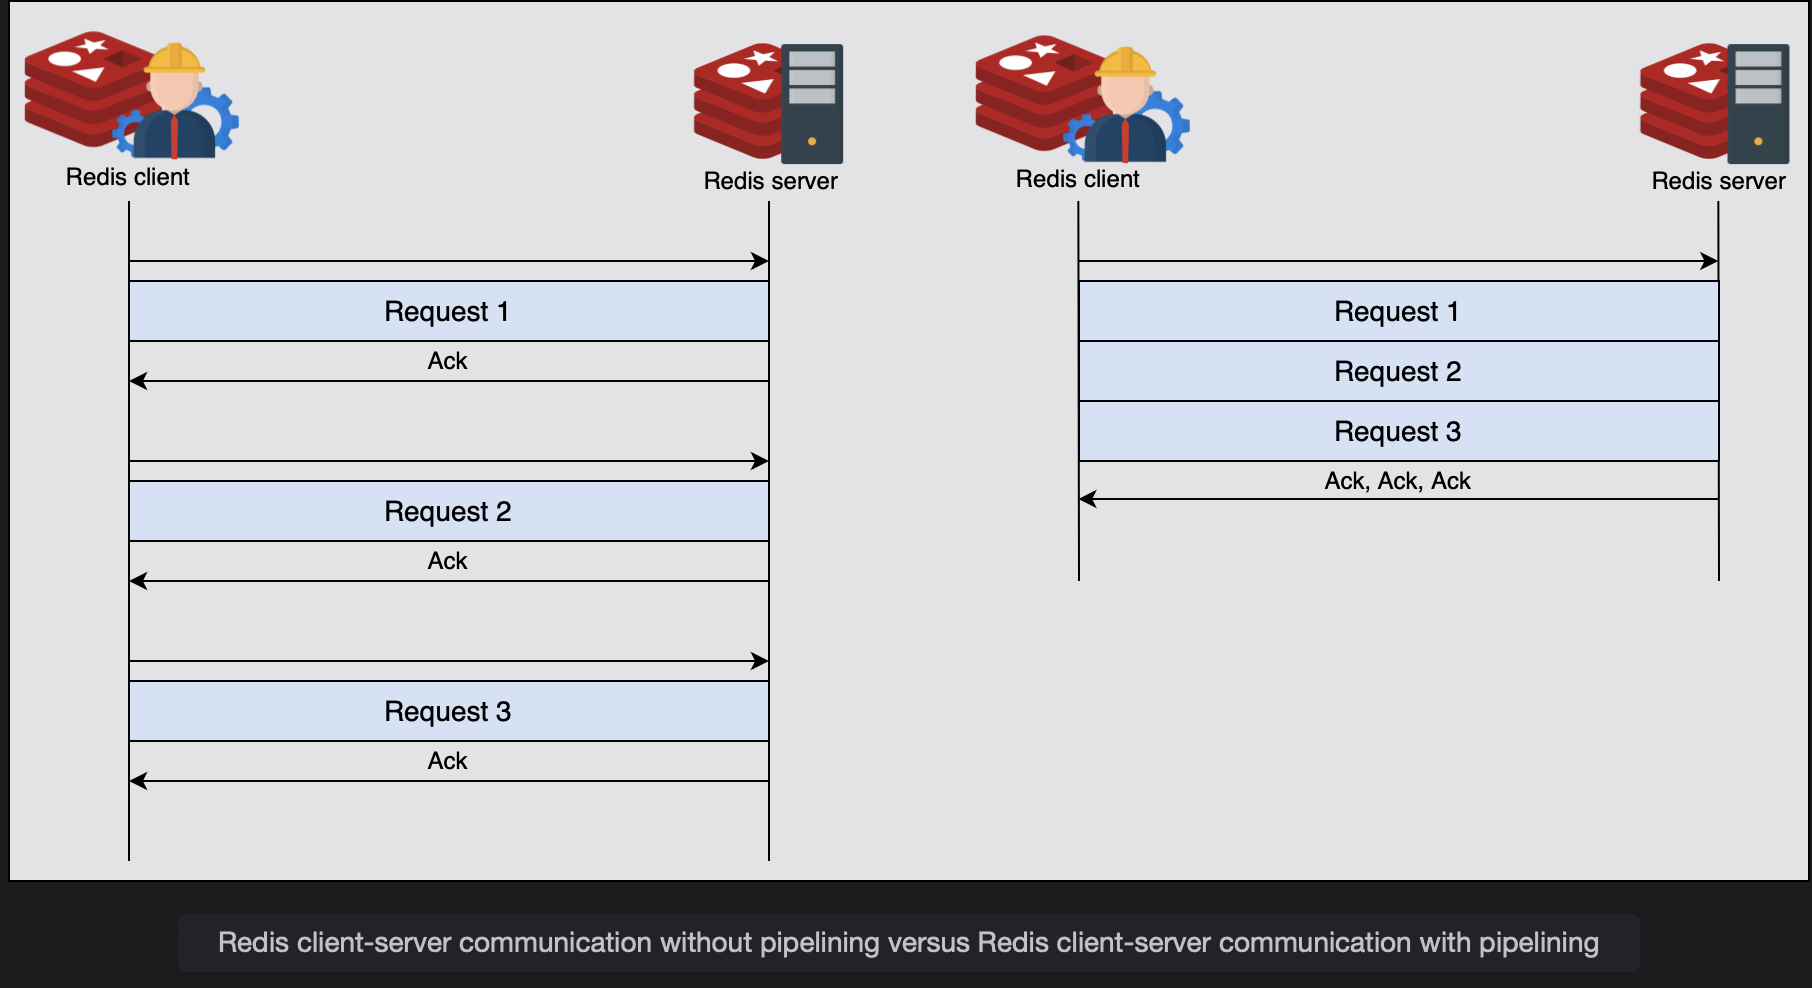 Redis client
Redis server
Request 1
Ack
Request 2
Ack
Request 3
Ack
Redis client
Redis server
Request 1
Request 2
Request 3
Ack, Ack, Ack
Redis client-server communication without pipelining versus Redis client-server communication with pipelining